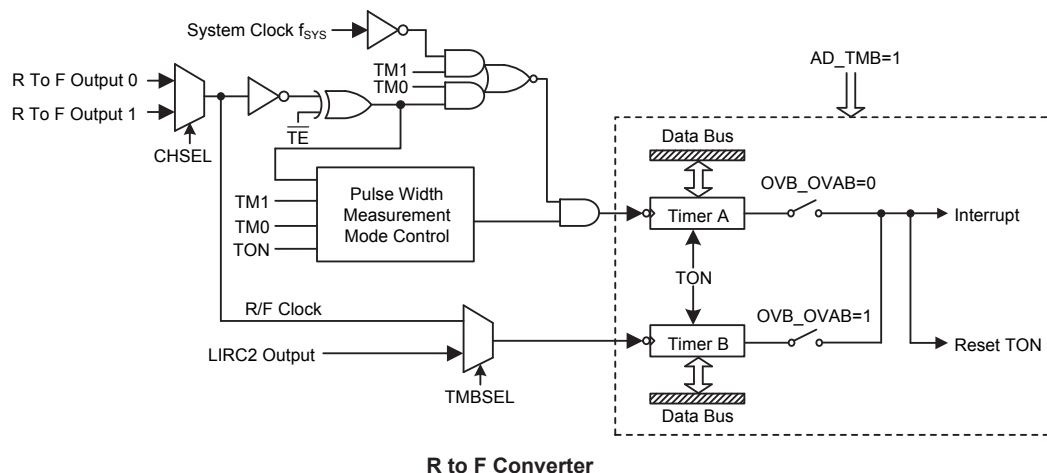 System Clock fSYS
AD_TMB=1
R To F Output 0
TM1
TM0
R To F Output 1
TE
Data Bus
CHSEL
OVB_OVAB=0
TM1
Pulse Width
Measurement
Mode Control
Timer A
Interrupt
TM0
TON
TON
R/F Clock
OVB_OVAB=1
LIRC2 Output
Timer B
Reset TON
TMBSEL
Data Bus
R to F Converter